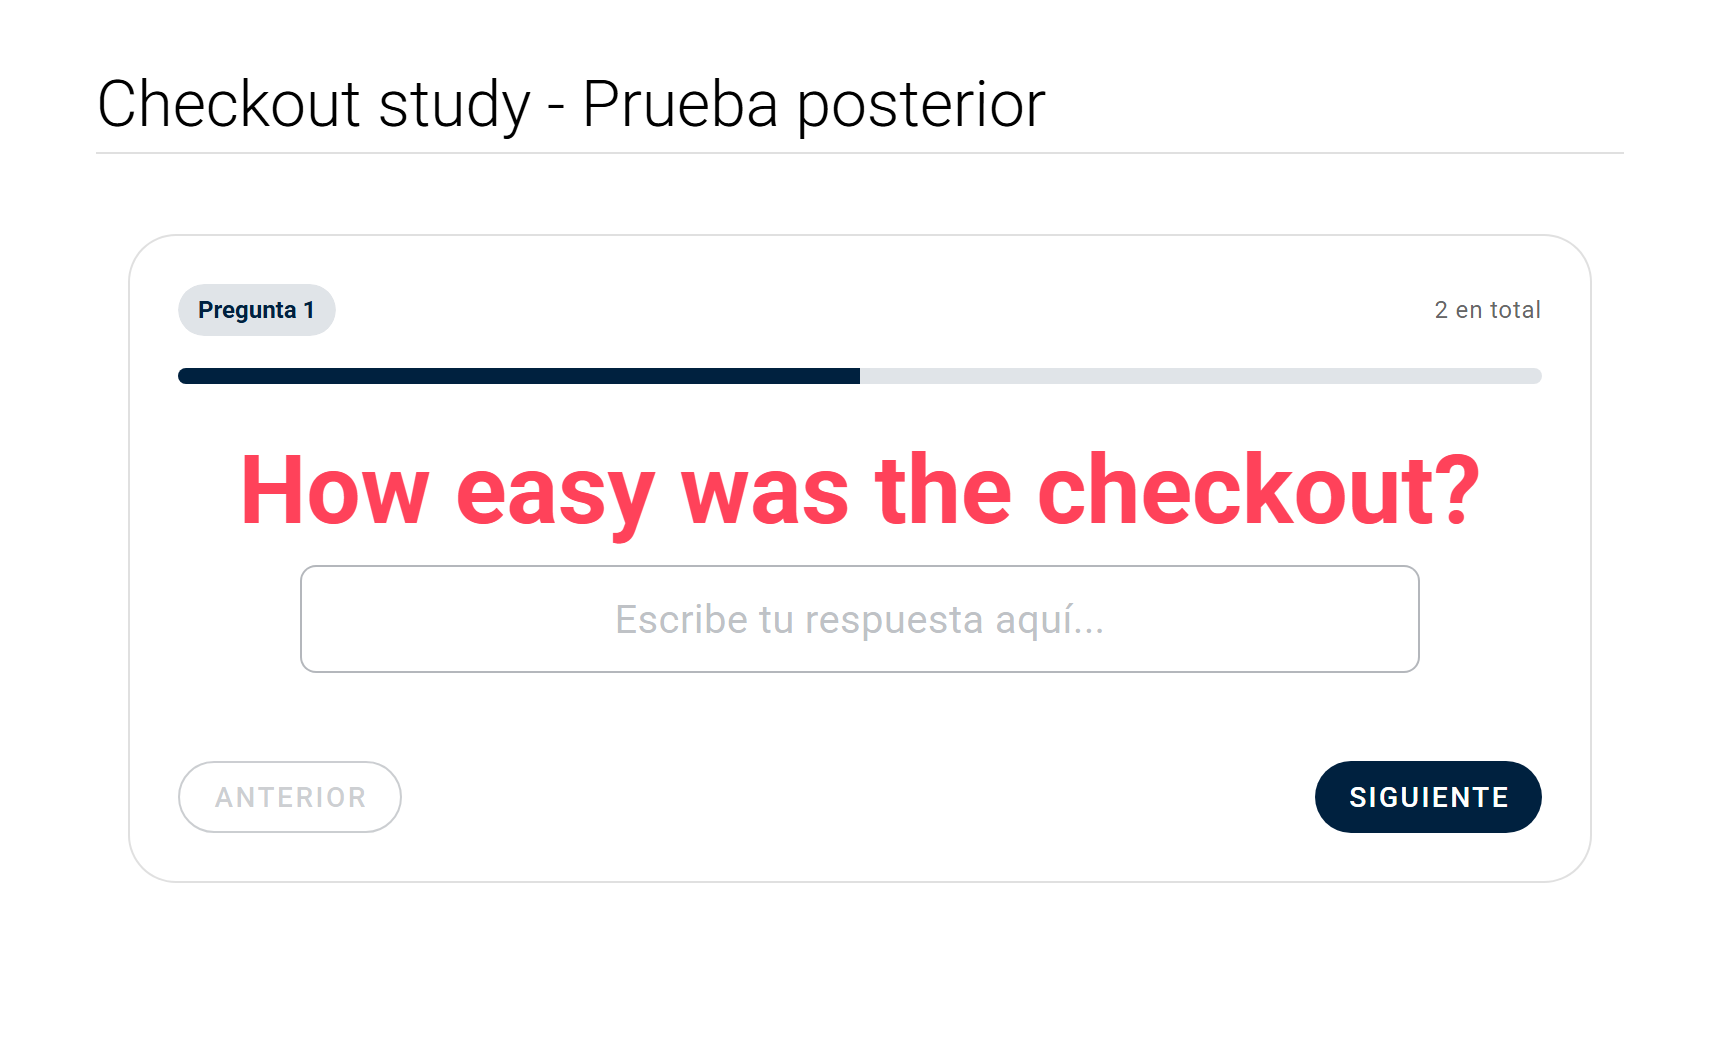 Checkout study - Prueba posterior
Pregunta 1
2 en total
How easy was the checkout?
Escribe tu respuesta aquí...
ANTERIOR
SIGUIENTE